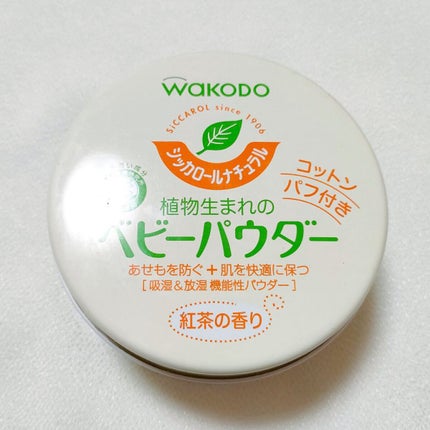 wakodo
SiCCAROL since 1906
シッカロールナチュラル
コットン
パフ付き
植物生まれの
ベビーパウダー
あせもを防ぐ＋肌を快適に保つ
[ 吸湿＆放湿 機能性パウダー ]
紅茶の香り